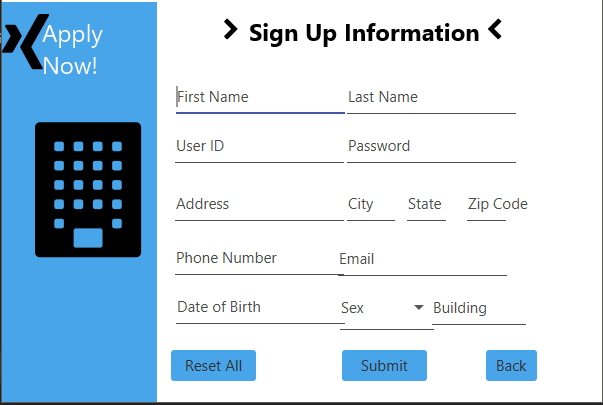 Apply
Now!
Sign Up Information
First Name Last Name
User ID Password
Address City State Zip Code
Phone Number Email
Date of Birth Sex Building
Reset All Submit Back